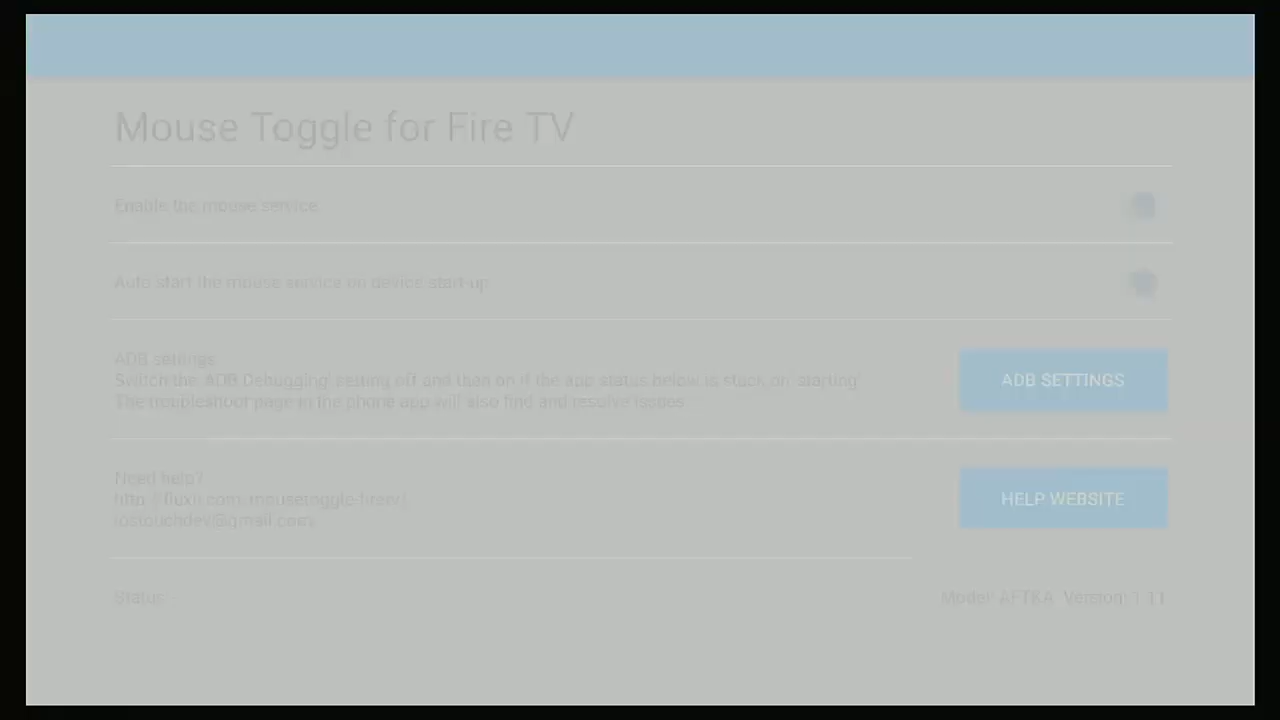 Mouse Toggle for Fire TV
Enable the mouse service
Auto start the mouse service on device start-up
ADB settings
Switch the 'ADB Debugging' setting off and then on if the app status below is stuck on 'starting'
The troubleshoot page in the phone app will also find and resolve issues
ADB SETTINGS
Need help?
HELP WEBSITE
Status
Model: AFTKA Version: 1.11